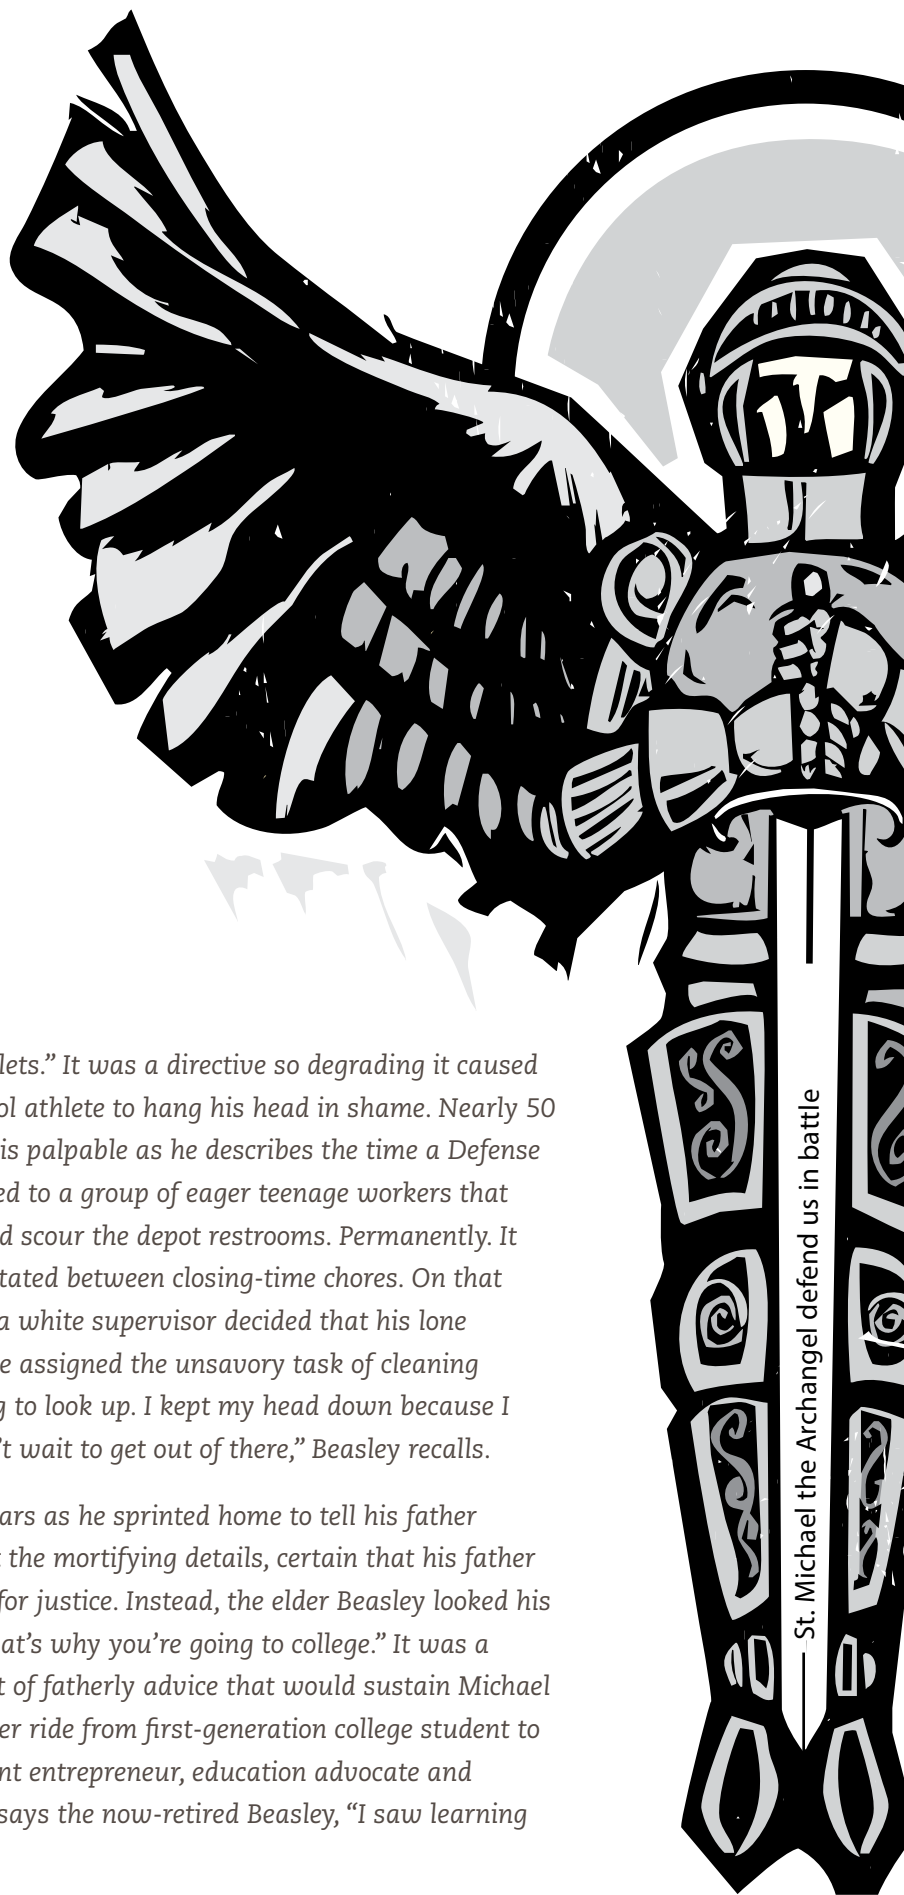 lets.” It was a directive so degrading it caused
ol athlete to hang his head in shame. Nearly 50
is palpable as he describes the time a Defense
ed to a group of eager teenage workers that
d scour the depot restrooms. Permanently. It
tated between closing-time chores. On that
a white supervisor decided that his lone
e assigned the unsavory task of cleaning
g to look up. I kept my head down because I
’t wait to get out of there,” Beasley recalls.
ars as he sprinted home to tell his father
t the mortifying details, certain that his father
for justice. Instead, the elder Beasley looked his
at’s why you’re going to college.” It was a
t of fatherly advice that would sustain Michael
er ride from first-generation college student to
nt entrepreneur, education advocate and
says the now-retired Beasley, “I saw learning
St. Michael the Archangel defend us in battle